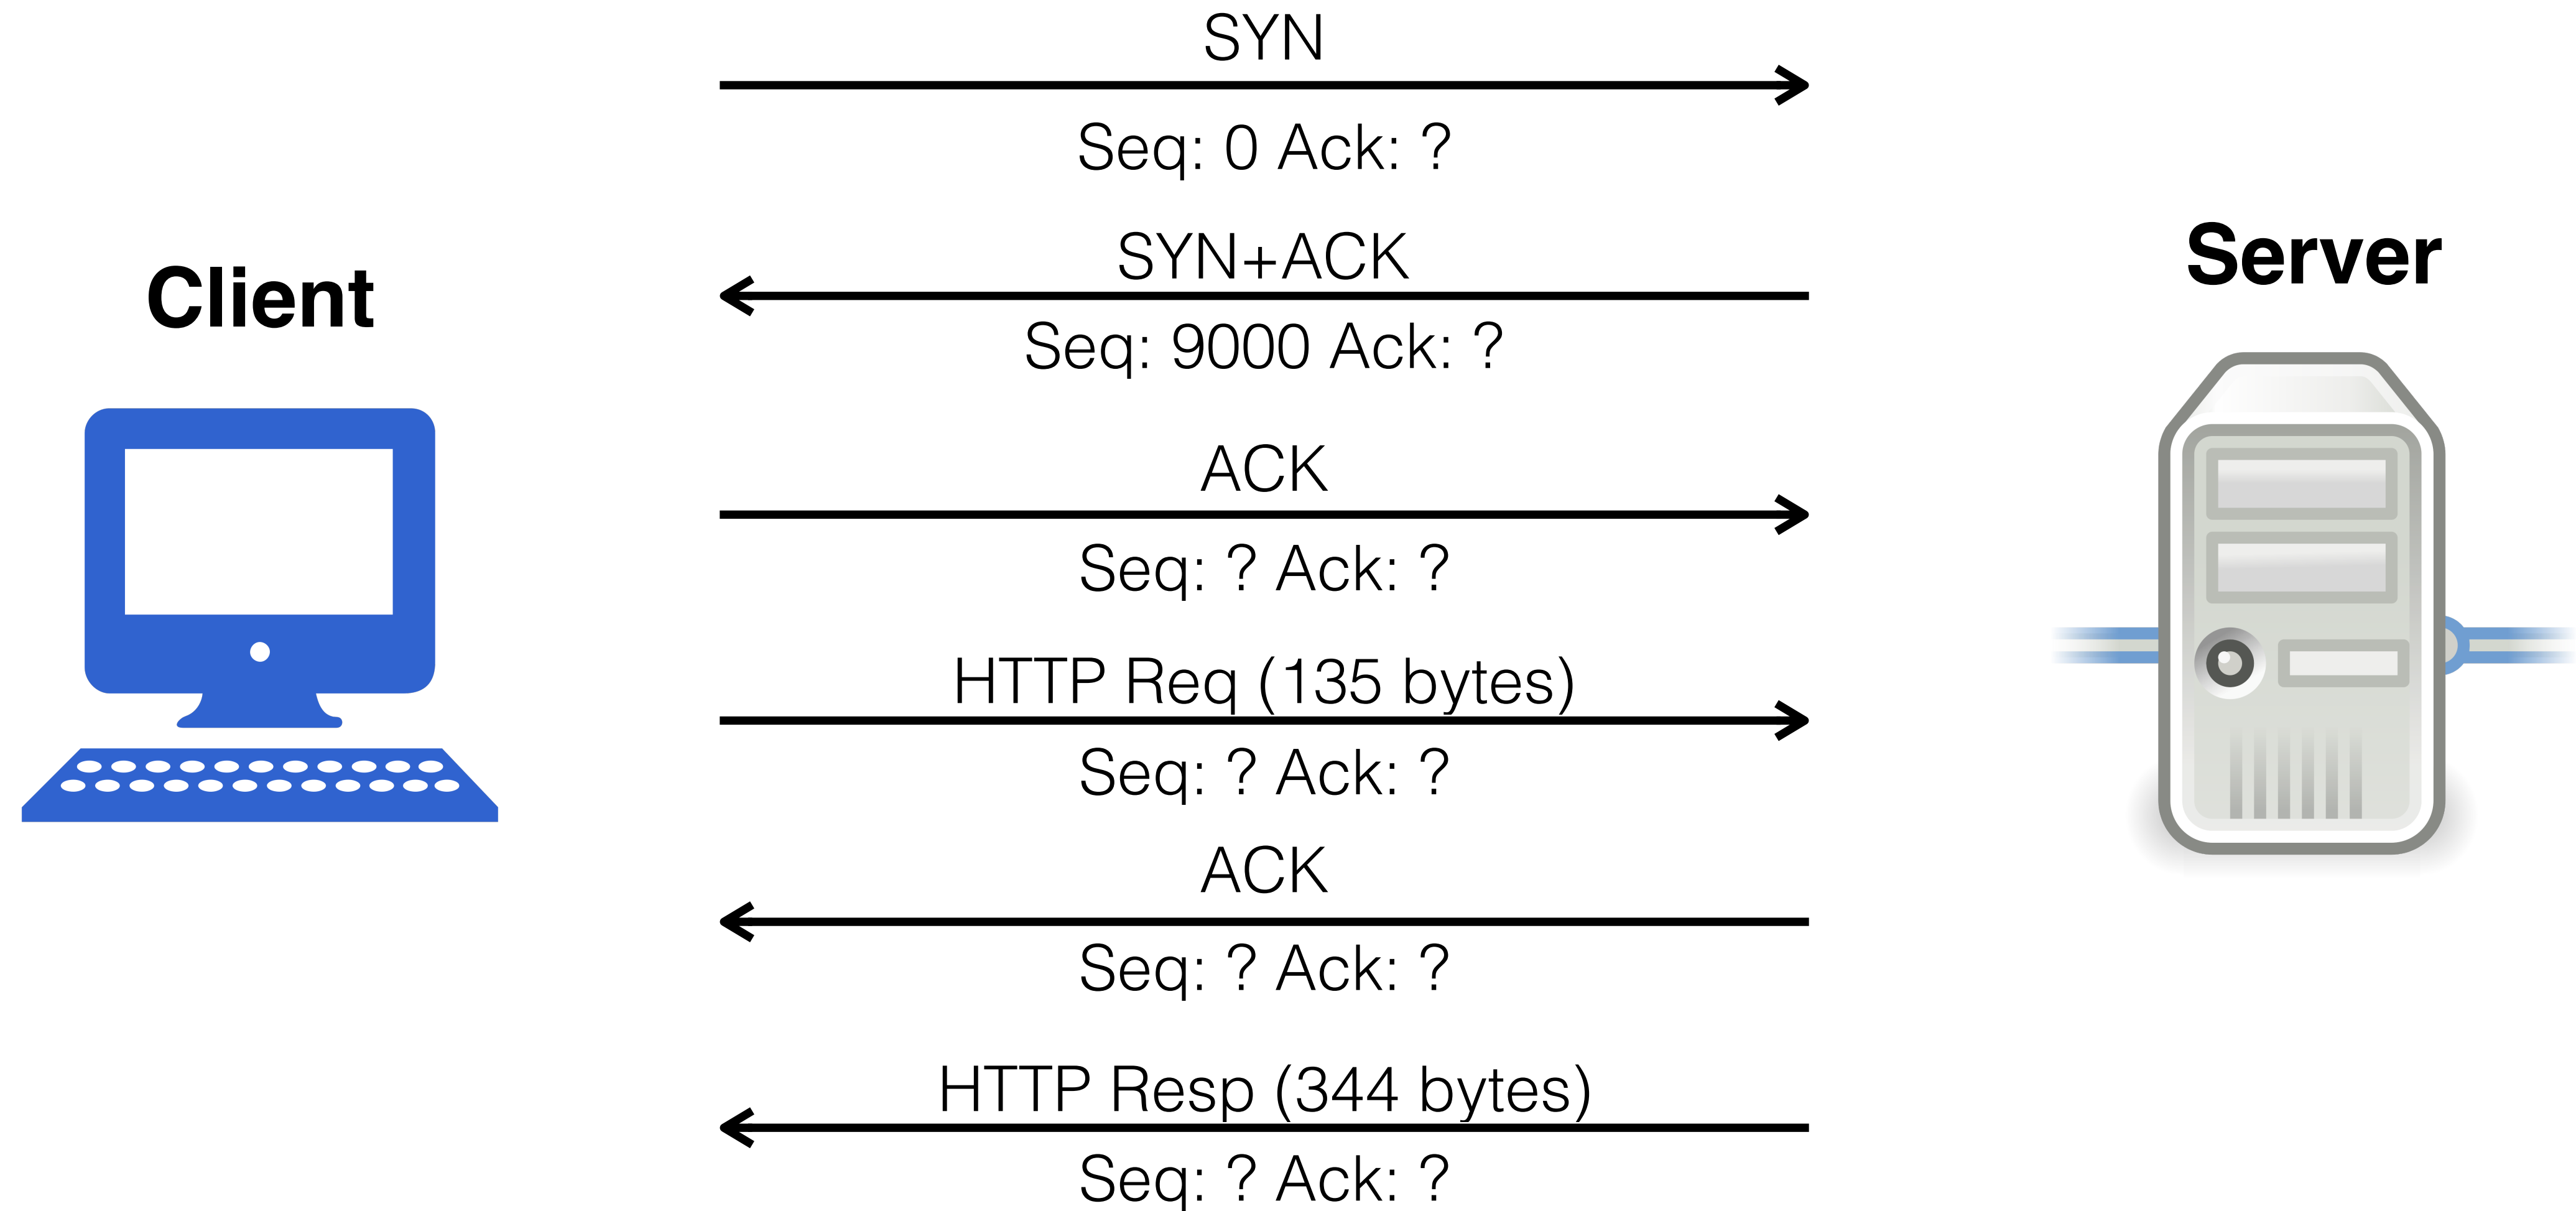 SYN
Seq: 0 Ack: ?
SYN+ACK
Seq: 9000 Ack: ?
Client
Server
ACK
Seq: ? Ack: ?
HTTP Req (135 bytes)
Seq: ? Ack: ?
ACK
Seq: ? Ack: ?
HTTP Resp (344 bytes)
Seq: ? Ack: ?